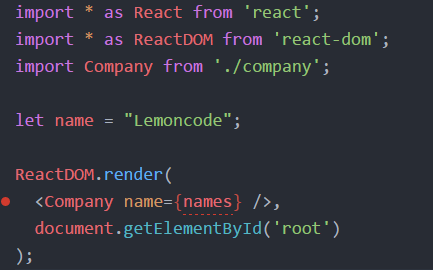 import * as React from 'react';
import * as ReactDOM from 'react-dom';
import Company from './company';
let name = "Lemoncode";
ReactDOM.render(
<Company name={names} />,
document.getElementById('root')
);